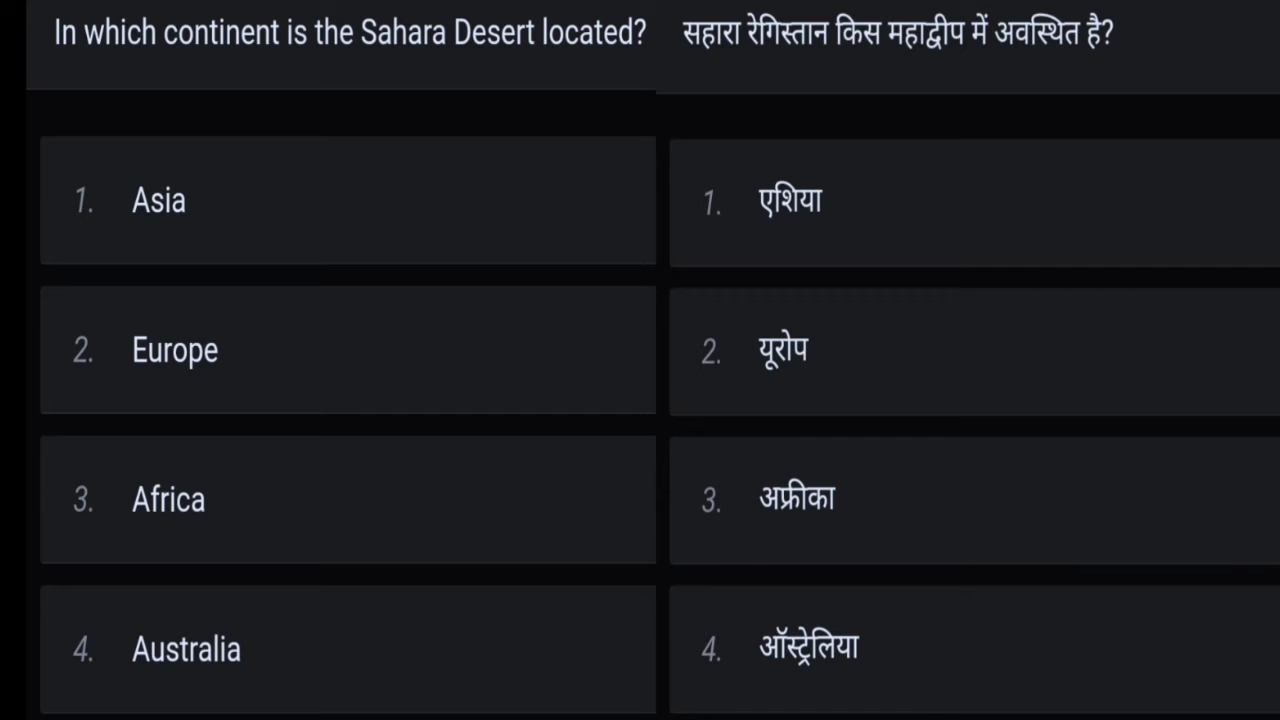 In which continent is the Sahara Desert located?
1. Asia
2. Europe
3. Africa
4. Australia
सहारा रेगिस्तान किस महाद्वीप में अवस्थित है?
1. एशिया
2. यूरोप
3. अफ्रीका
4. ऑस्ट्रेलिया